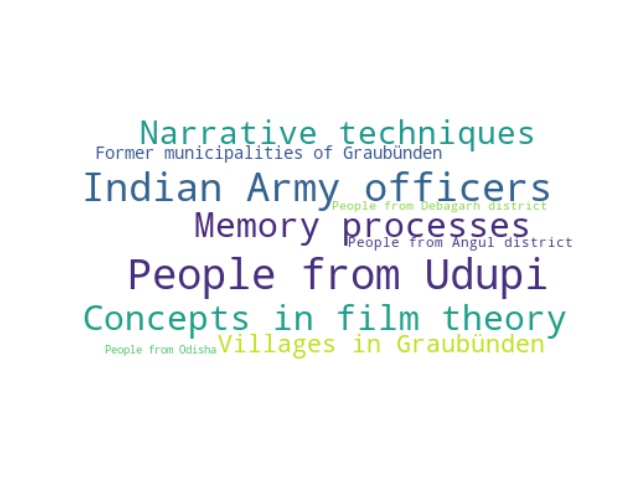 Narrative techniques
Former municipalities of Graubünden
Indian Army officers
People from Debagarh district
Memory processes
People from Angul district
People from Udupi
Concepts in film theory
Villages in Graubünden
People from Odisha